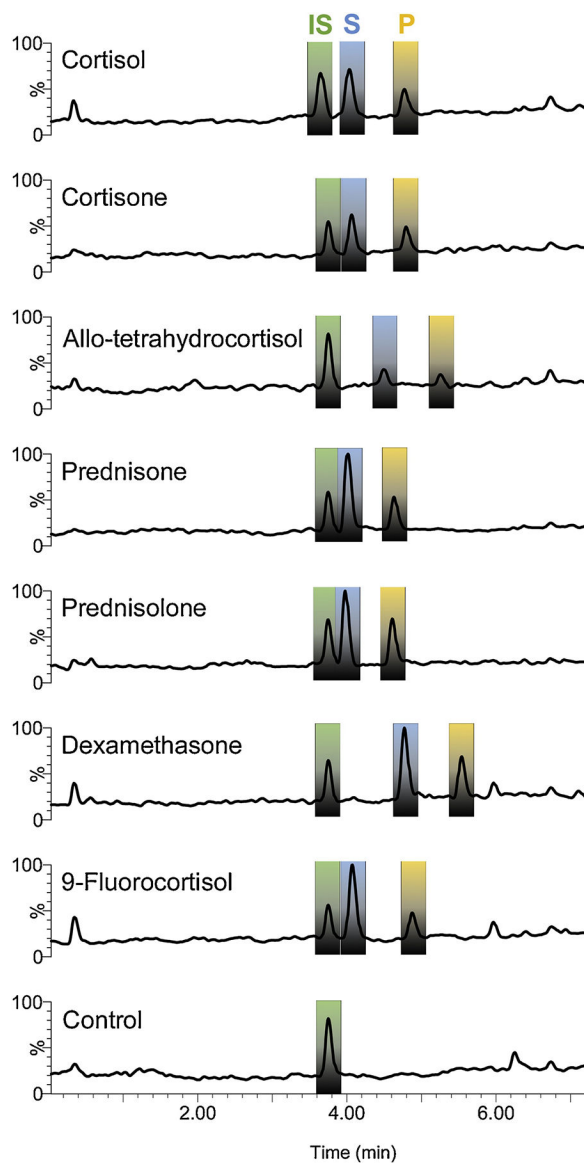 IS S P
Cortisol
100
%
0
Cortisone
100
%
0
Allo-tetrahydrocortisol
100
%
0
Prednisone
100
%
0
Prednisolone
100
%
0
Dexamethasone
100
%
0
9-Fluorocortisol
100
%
0
Control
100
%
0
2.00 4.00 6.00
Time (min)